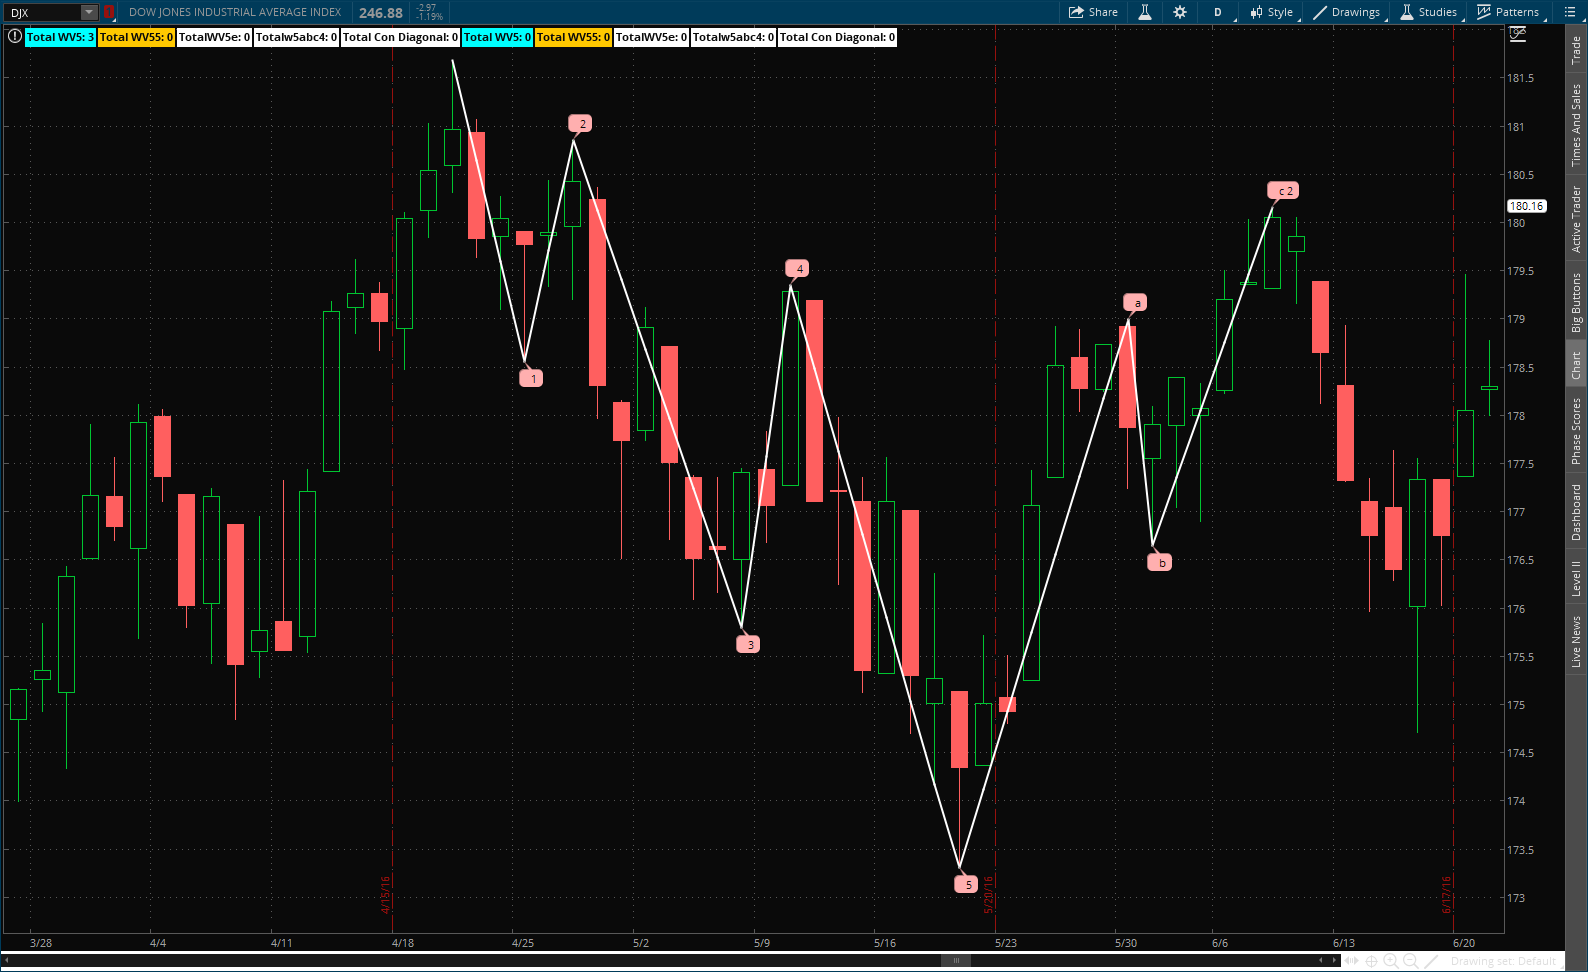 DJX DOW JONES INDUSTRIAL AVERAGE INDEX 246.88 -2.97 -1.19% Share D Style Drawings Studies Patterns
Total WV5: 3 Total WV55: 0 TotalWV5e: 0 Totalw5abc4: 0 Total Con Diagonal: 0 Total WV5: 0 Total WV55: 0 TotalWV5e: 0 Totalw5abc4: 0 Total Con Diagonal: 0
181.5
181
180.5
180.16
180
179.5
179
178.5
178
177.5
177
176.5
176
175.5
175
174.5
174
173.5
173
1
2
3
4
5
a
b
c 2
4/15/16
5/20/16
6/17/16
3/28 4/4 4/11 4/18 4/25 5/2 5/9 5/16 5/23 5/30 6/6 6/13 6/20
Drawing set: Default
Trade
Times And Sales
Active Trader
Big Buttons
Chart
Phase Scores
Dashboard
Level II
Live News